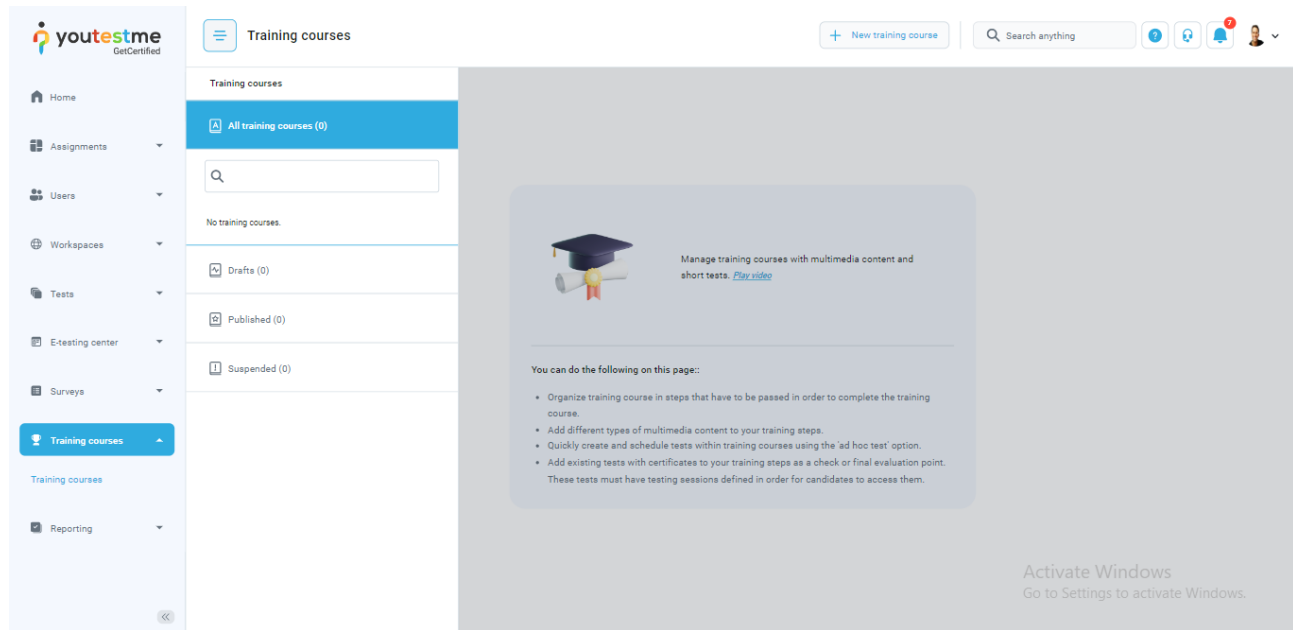 youtestme
GetCertified
Training courses
New training course
Search anything
?
7
Home
Assignments
Users
Workspaces
Tests
E-testing center
Surveys
Training courses
Training courses
Reporting
Training courses
A All training courses (0)
No training courses.
Drafts (0)
Published (0)
Suspended (0)
Manage training courses with multimedia content and
short tests. Play video
You can do the following on this page::
• Organize training course in steps that have to be passed in order to complete the training
course.
• Add different types of multimedia content to your training steps.
• Quickly create and schedule tests within training courses using the 'ad hoc test' option.
• Add existing tests with certificates to your training steps as a check or final evaluation point.
These tests must have testing sessions defined in order for candidates to access them.
Activate Windows
Go to Settings to activate Windows.